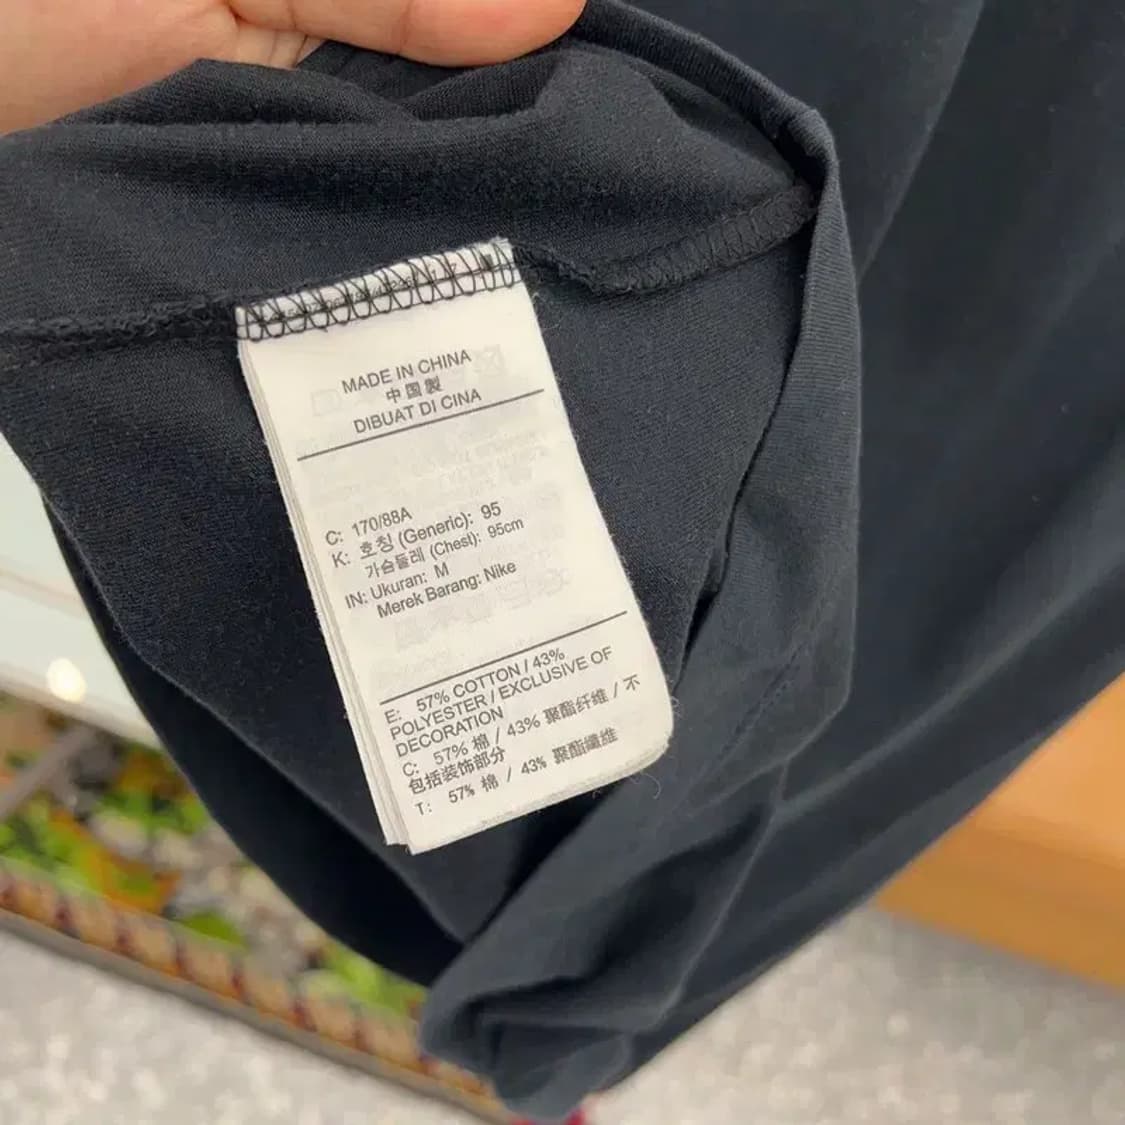 MADE IN CHINA
中国製
DIBUAT DI CINA
C: 170/88A
K: 호칭 (Generic): 95
가슴둘레 (Chest): 95cm
IN: Ukuran: M
Merek Barang: Nike
E: 57% COTTON / 43%
POLYESTER / EXCLUSIVE OF
DECORATION
C: 57% 棉 / 43% 聚酯纤维 / 不
包括装饰部分
T: 57% 棉 / 43% 聚酯纖維